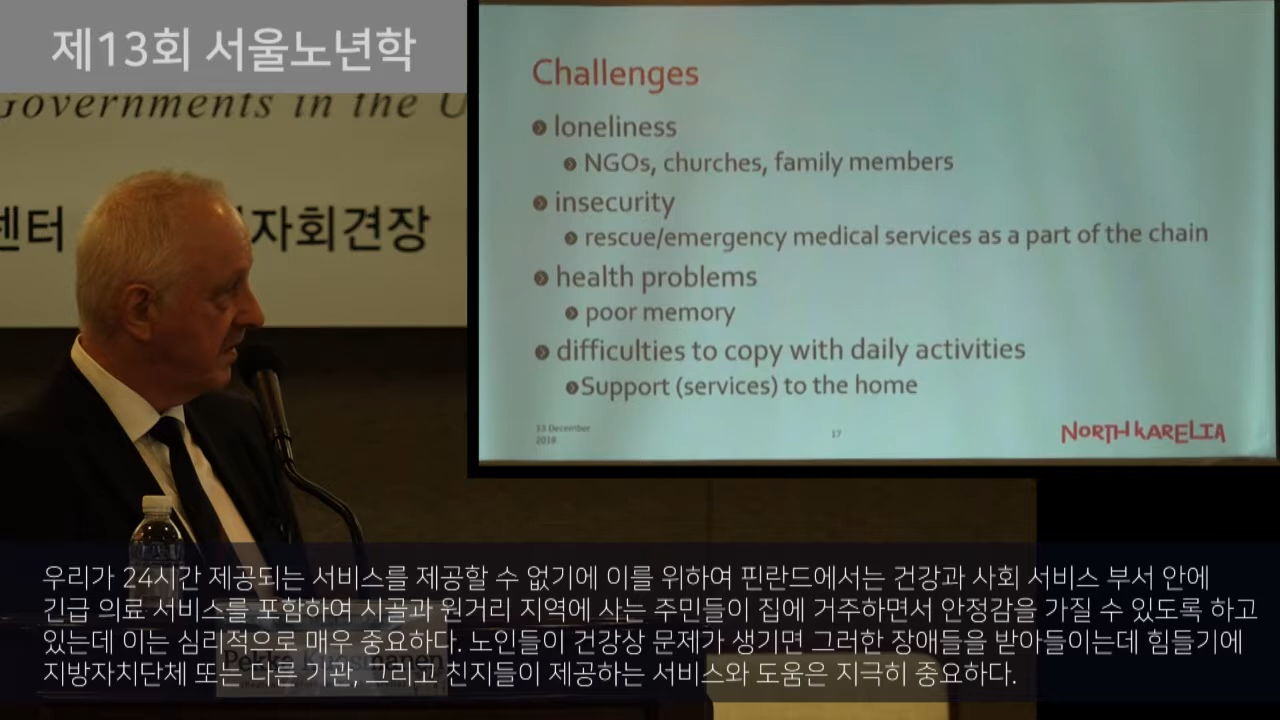 제13회 서울노년학
Governments in the U
센터
자회견장
Challenges
loneliness
NGOs, churches, family members
insecurity
rescue/emergency medical services as a part of the chain
health problems
poor memory
difficulties to copy with daily activities
Support (services) to the home
13 December
2018
17
NORTH KARELIA
우리가 24시간 제공되는 서비스를 제공할 수 없기에 이를 위하여 핀란드에서는 건강과 사회 서비스 부서 안에
긴급 의료 서비스를 포함하여 시골과 원거리 지역에 사는 주민들이 집에 거주하면서 안정감을 가질 수 있도록 하고
있는데 이는 심리적으로 매우 중요하다. 노인들이 건강상 문제가 생기면 그러한 장애들을 받아들이는데 힘들기에
지방자치단체 또는 다른 기관, 그리고 친지들이 제공하는 서비스와 도움은 지극히 중요하다.
Pekka